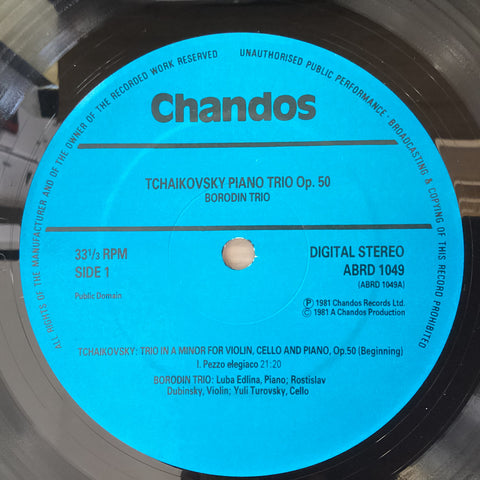 ALL RIGHTS OF THE MANUFACTURER AND OF THE OWNER OF THE RECORDED WORK RESERVED
UNAUTHORISED PUBLIC PERFORMANCE · BROADCASTING & COPYING OF THIS RECORD PROHIBITED
Chandos
TCHAIKOVSKY PIANO TRIO Op. 50
BORODIN TRIO
33 1/3 RPM
SIDE 1
Public Domain
DIGITAL STEREO
ABRD 1049
(ABRD 1049A)
℗ 1981 Chandos Records Ltd.
© 1981 A Chandos Production
TCHAIKOVSKY: TRIO IN A MINOR FOR VIOLIN, CELLO AND PIANO, Op.50 (Beginning)
I. Pezzo elegiaco 21:20
BORODIN TRIO: Luba Edlina, Piano; Rostislav
Dubinsky, Violin; Yuli Turovsky, Cello